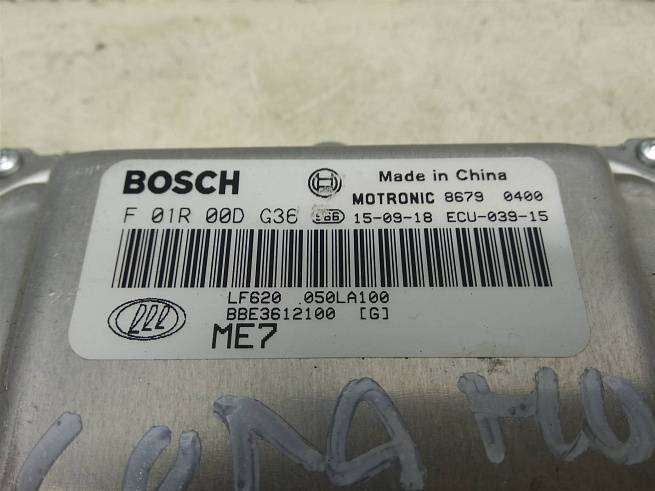 BOSCH Made in China
MOTRONIC 8679 0400
F 01R 00D G36 15-09-18 ECU-039-15
LF620 .050LA100
BBE3612100 [G]
ME7